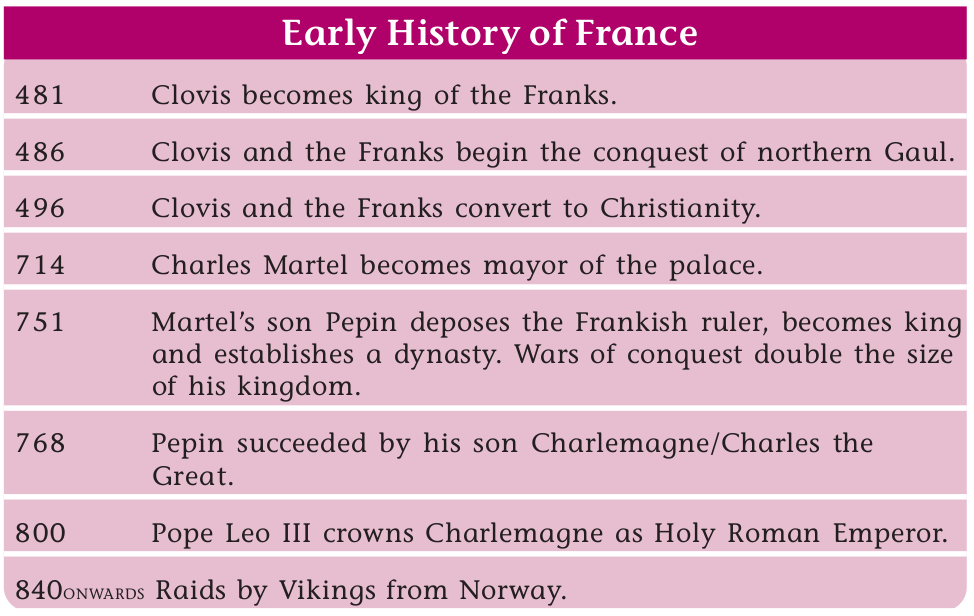 Early History of France
481 Clovis becomes king of the Franks.
486 Clovis and the Franks begin the conquest of northern Gaul.
496 Clovis and the Franks convert to Christianity.
714 Charles Martel becomes mayor of the palace.
751 Martel’s son Pepin deposes the Frankish ruler, becomes king
and establishes a dynasty. Wars of conquest double the size
of his kingdom.
768 Pepin succeeded by his son Charlemagne/Charles the
Great.
800 Pope Leo III crowns Charlemagne as Holy Roman Emperor.
840ONWARDS Raids by Vikings from Norway.